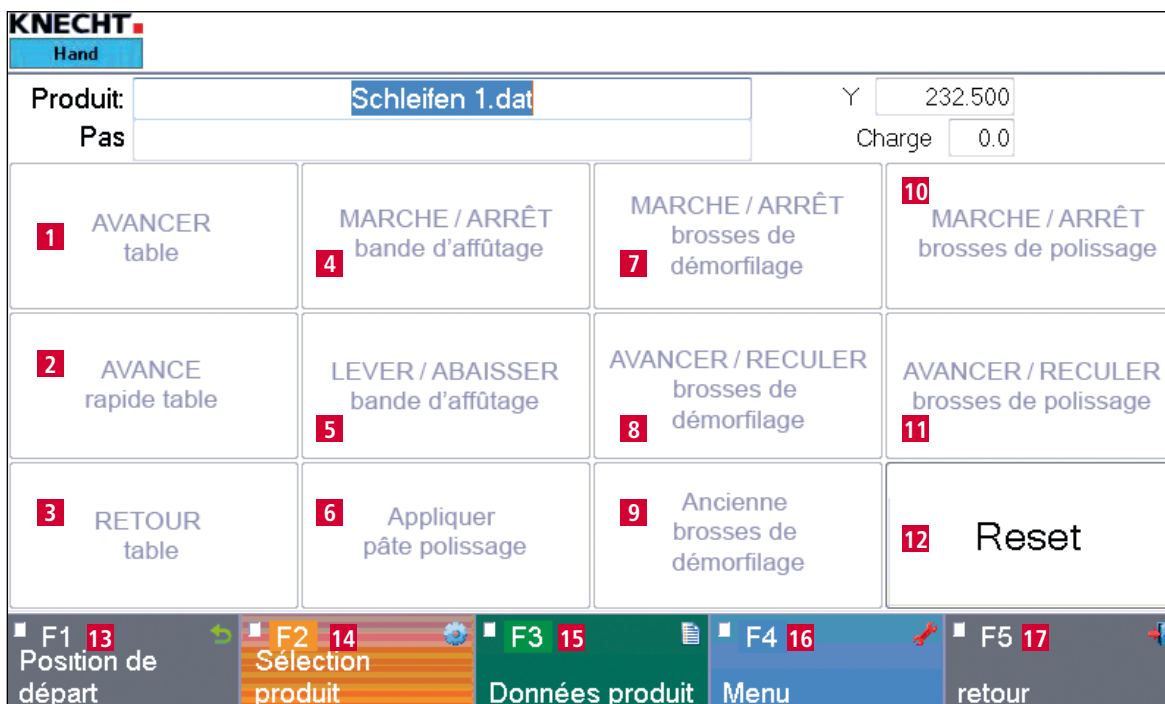 KNECHT
Hand
Produit: Schleifen 1.dat Y 232.500
Pas Charge 0.0
1 AVANCER
table
4 MARCHE / ARRÊT
bande d'affûtage
7 MARCHE / ARRÊT
brosses de
démorfilage
10 MARCHE / ARRÊT
brosses de polissage
2 AVANCE
rapide table
5 LEVER / ABAISSER
bande d'affûtage
8 AVANCER / RECULER
brosses de
démorfilage
11 AVANCER / RECULER
brosses de polissage
3 RETOUR
table
6 Appliquer
pâte polissage
9 Ancienne
brosses de
démorfilage
12 Reset
F1 13
Position de
départ
F2 14
Sélection
produit
F3 15
Données produit
F4 16
Menu
F5 17
retour